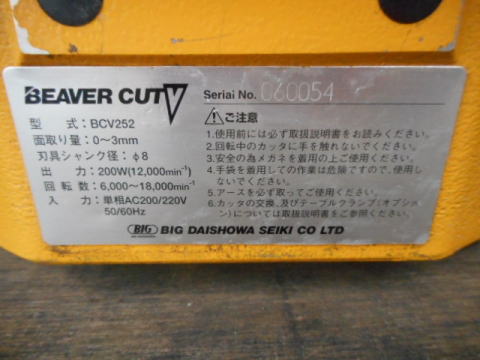 BEAVER CUT V
Serial No. 060054
型式：BCV252
面取り量：0～3mm
刃具シャンク径：φ8
出力：200W(12,000min⁻¹)
回転数：6,000～18,000min⁻¹
入力：単相AC200/220V
50/60Hz
⚠ご注意
1.使用前には必ず取扱説明書をお読みください。
2.回転中のカッタに手を触れないでください。
3.安全の為メガネを着用の上ご使用ください。
4.手袋を着用しての作業は危険ですので、使用し
ないでください。
5.アースを必ず取ってご使用ください。
6.カッタの交換、及びテーブルクランプ(オプショ
ン)については取扱説明書をご参照ください。
BIG BIG DAISHOWA SEIKI CO LTD